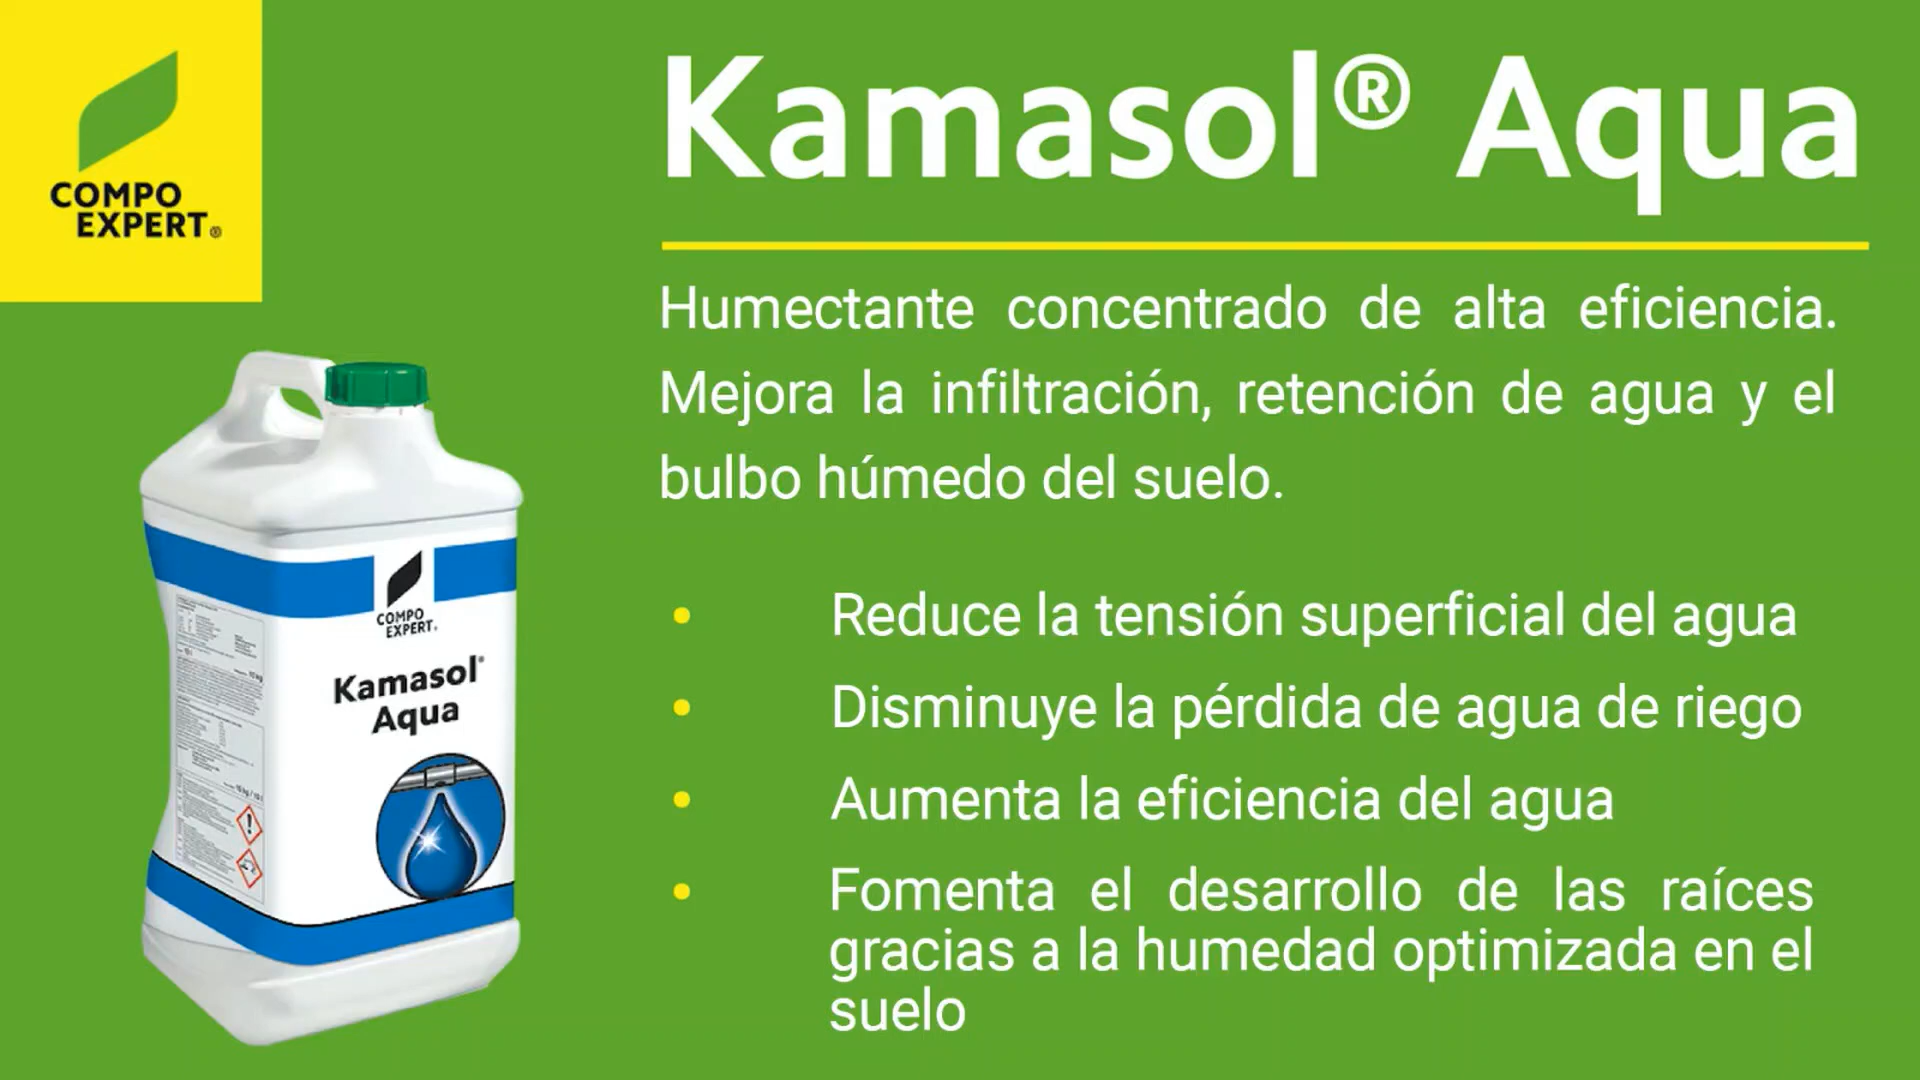 COMPO
EXPERT®
Kamasol® Aqua
Humectante concentrado de alta eficiencia.
Mejora la infiltración, retención de agua y el
bulbo húmedo del suelo.
• Reduce la tensión superficial del agua
• Disminuye la pérdida de agua de riego
• Aumenta la eficiencia del agua
• Fomenta el desarrollo de las raíces
gracias a la humedad optimizada en el
suelo
COMPO
EXPERT®
Kamasol®
Aqua